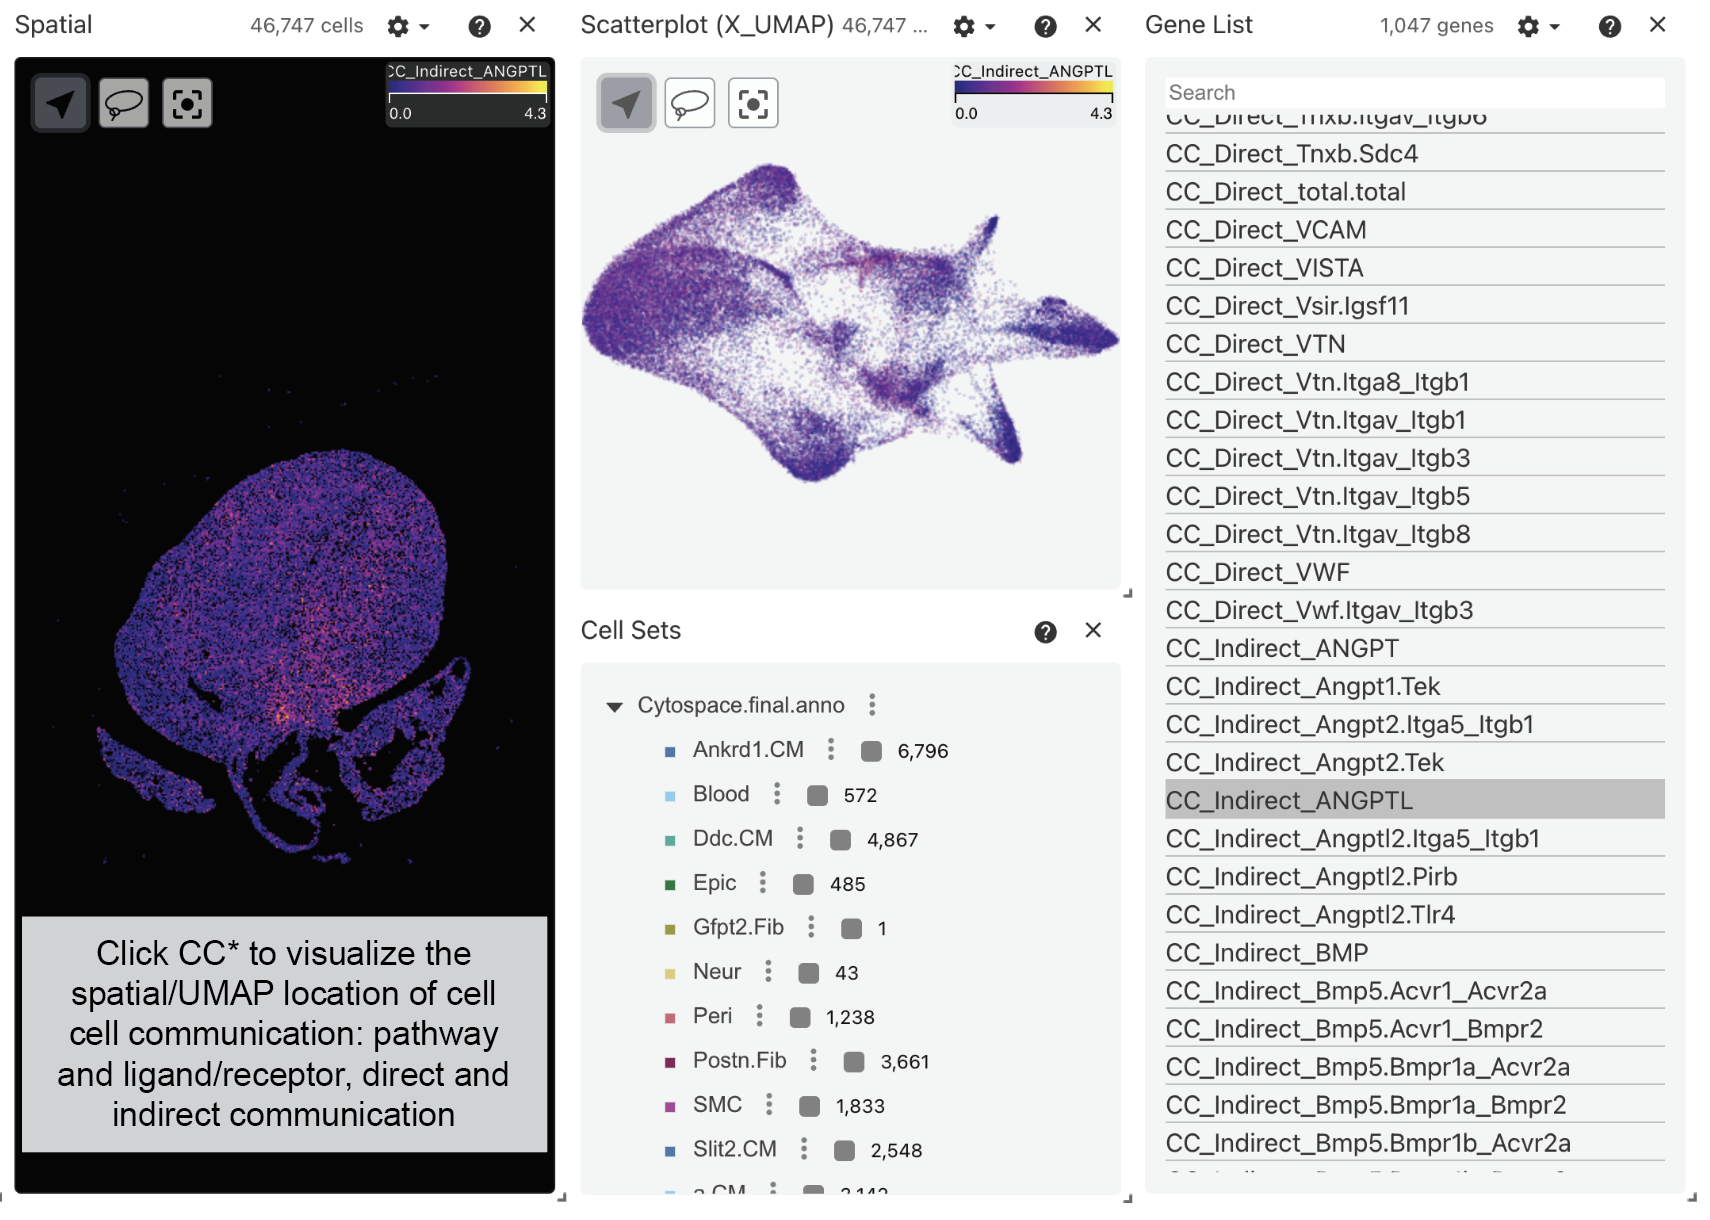 Spatial
46,747 cells
CC_Indirect_ANGPTL
0.0
4.3
Click CC* to visualize the
spatial/UMAP location of cell
cell communication: pathway
and ligand/receptor, direct and
indirect communication
Scatterplot (X_UMAP)
46,747 ...
CC_Indirect_ANGPTL
0.0
4.3
Cell Sets
Cytospace.final.anno
Ankrd1.CM 6,796
Blood 572
Ddc.CM 4,867
Epic 485
Gfpt2.Fib 1
Neur 43
Peri 1,238
Postn.Fib 3,661
SMC 1,833
Slit2.CM 2,548
Gene List
1,047 genes
Search
CC_Direct_Tnxb.Itgav_Itgb6
CC_Direct_Tnxb.Sdc4
CC_Direct_total.total
CC_Direct_VCAM
CC_Direct_VISTA
CC_Direct_Vsir.Igsf11
CC_Direct_VTN
CC_Direct_Vtn.Itga8_Itgb1
CC_Direct_Vtn.Itgav_Itgb1
CC_Direct_Vtn.Itgav_Itgb3
CC_Direct_Vtn.Itgav_Itgb5
CC_Direct_Vtn.Itgav_Itgb8
CC_Direct_VWF
CC_Direct_Vwf.Itgav_Itgb3
CC_Indirect_ANGPT
CC_Indirect_Angpt1.Tek
CC_Indirect_Angpt2.Itga5_Itgb1
CC_Indirect_Angpt2.Tek
CC_Indirect_ANGPTL
CC_Indirect_Angptl2.Itga5_Itgb1
CC_Indirect_Angptl2.Pirb
CC_Indirect_Angptl2.Tlr4
CC_Indirect_BMP
CC_Indirect_Bmp5.Acvr1_Acvr2a
CC_Indirect_Bmp5.Acvr1_Bmpr2
CC_Indirect_Bmp5.Bmpr1a_Acvr2a
CC_Indirect_Bmp5.Bmpr1a_Bmpr2
CC_Indirect_Bmp5.Bmpr1b_Acvr2a